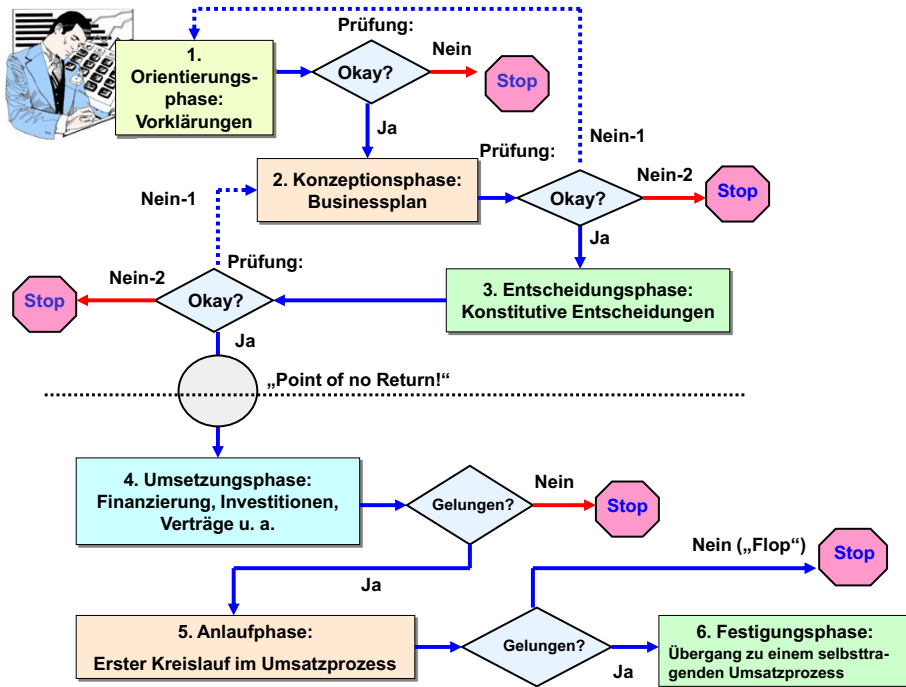 Prüfung:
1.
Orientierungs-
phase:
Vorklärungen
Okay?
Nein
Stop
Ja
Nein-1
Prüfung:
2. Konzeptionsphase:
Businessplan
Okay?
Nein-2
Stop
Nein-1
Ja
Prüfung:
3. Entscheidungsphase:
Konstitutive Entscheidungen
Okay?
Nein-2
Stop
Ja
„Point of no Return!“
4. Umsetzungsphase:
Finanzierung, Investitionen,
Verträge u. a.
Gelungen?
Nein
Stop
Ja
Nein („Flop“)
Stop
5. Anlaufphase:
Erster Kreislauf im Umsatzprozess
Gelungen?
Ja
6. Festigungsphase:
Übergang zu einem selbsttra-
genden Umsatzprozess